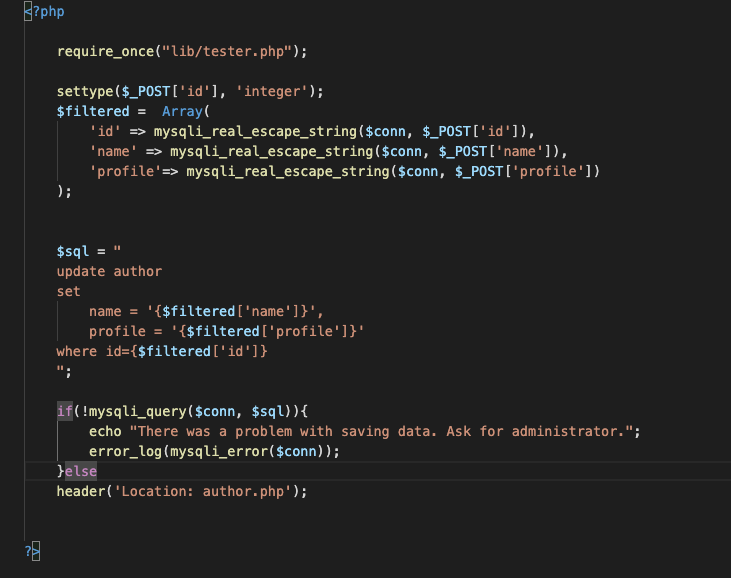 <?php
require_once("lib/tester.php");
settype($_POST['id'], 'integer');
$filtered =  Array(
'id' => mysqli_real_escape_string($conn, $_POST['id']),
'name' => mysqli_real_escape_string($conn, $_POST['name']),
'profile'=> mysqli_real_escape_string($conn, $_POST['profile'])
);
$sql = "
update author
set
name = '{$filtered['name']}',
profile = '{$filtered['profile']}'
where id={$filtered['id']}
";
if(!mysqli_query($conn, $sql)){
echo "There was a problem with saving data. Ask for administrator.";
error_log(mysqli_error($conn));
}else
header('Location: author.php');
?>